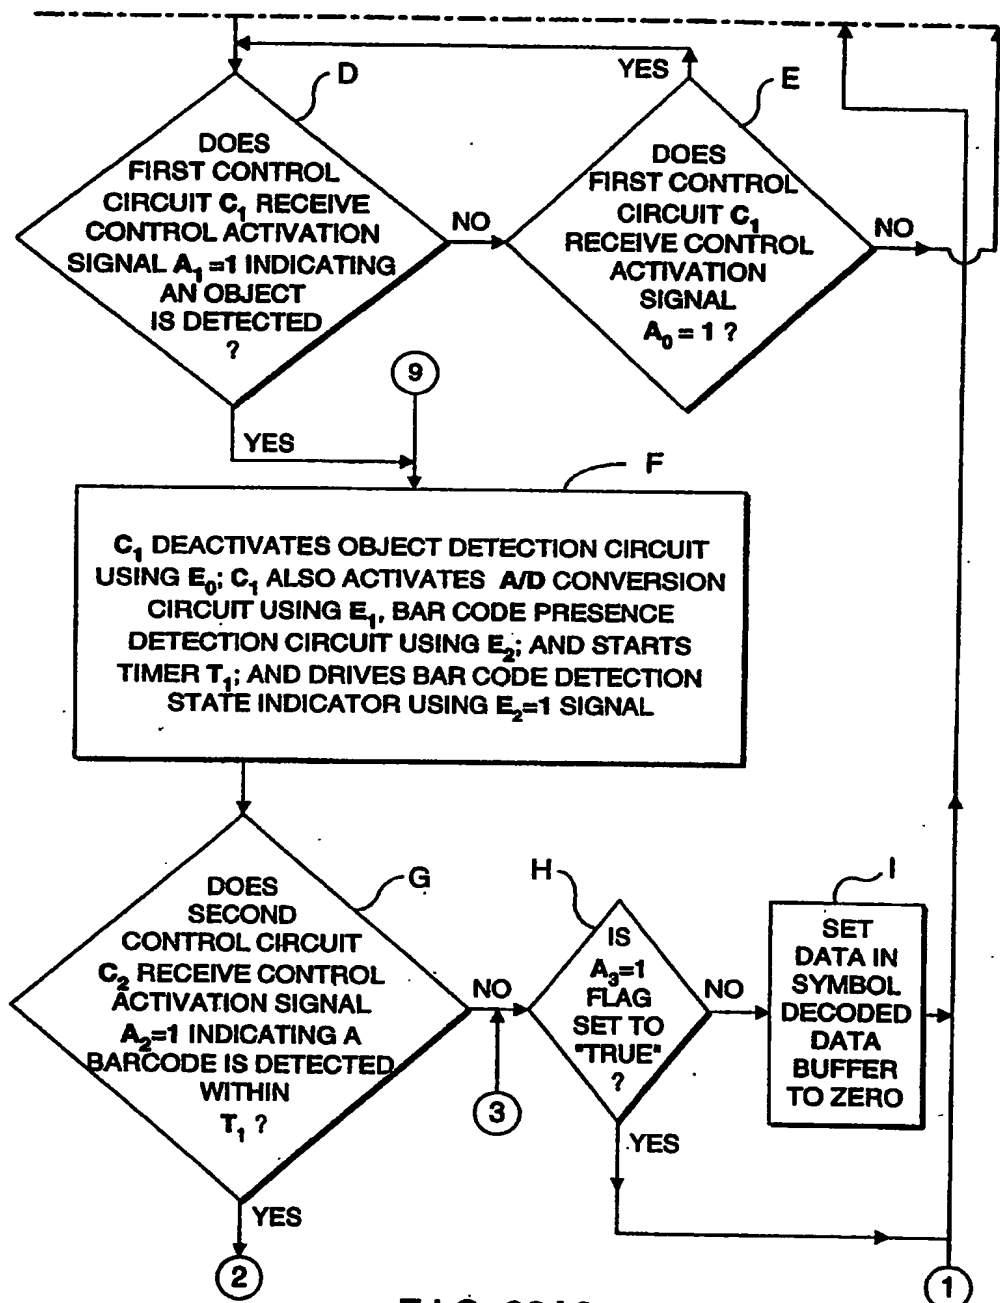 D
DOES
FIRST CONTROL
CIRCUIT C₁ RECEIVE
CONTROL ACTIVATION
SIGNAL A₁=1 INDICATING
AN OBJECT
IS DETECTED
?
NO
YES
YES
E
DOES
FIRST CONTROL
CIRCUIT C₁
RECEIVE CONTROL
ACTIVATION
SIGNAL
A₀ = 1 ?
NO
9
F
C₁ DEACTIVATES OBJECT DETECTION CIRCUIT
USING E₀; C₁ ALSO ACTIVATES A/D CONVERSION
CIRCUIT USING E₁, BAR CODE PRESENCE
DETECTION CIRCUIT USING E₂; AND STARTS
TIMER T₁; AND DRIVES BAR CODE DETECTION
STATE INDICATOR USING E₂=1 SIGNAL
G
DOES
SECOND
CONTROL CIRCUIT
C₂ RECEIVE CONTROL
ACTIVATION SIGNAL
A₂=1 INDICATING A
BARCODE IS DETECTED
WITHIN
T₁ ?
NO
YES
2
3
H
IS
A₃=1
FLAG
SET TO
"TRUE"
?
NO
YES
I
SET
DATA IN
SYMBOL
DECODED
DATA
BUFFER
TO ZERO
1